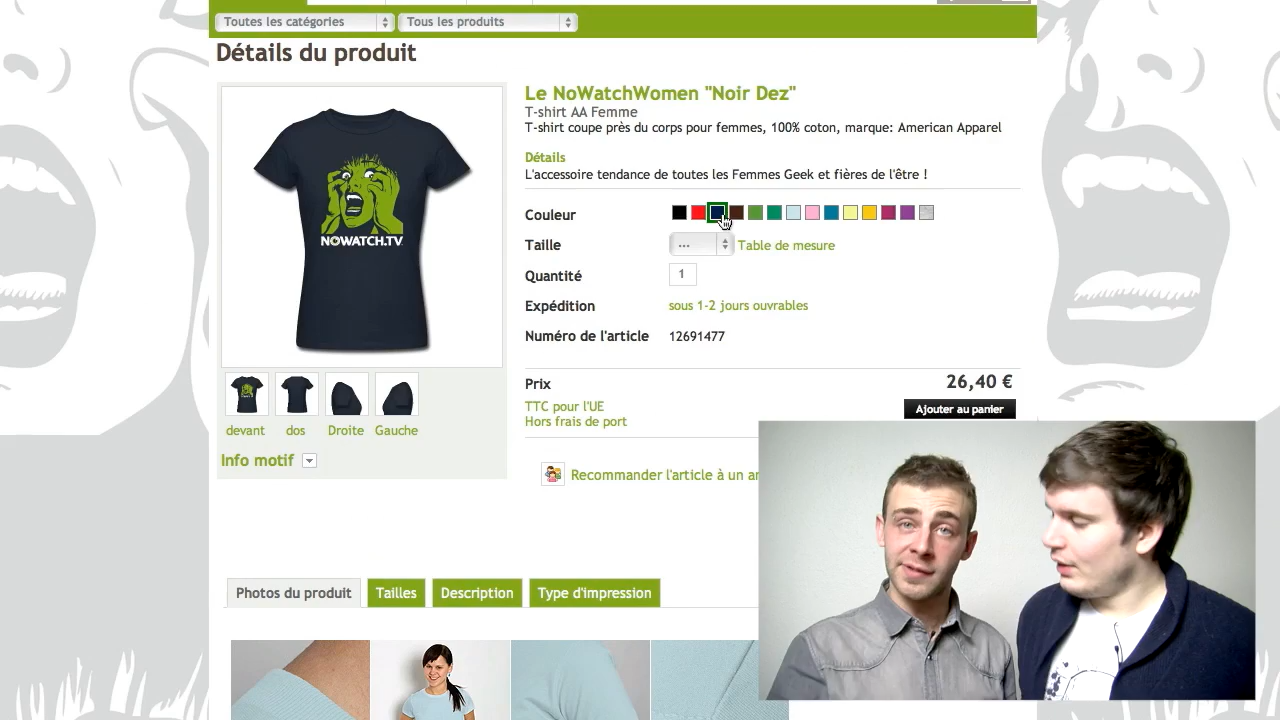 Toutes les catégories
Tous les produits
Détails du produit
Le NoWatchWomen "Noir Dez"
T-shirt AA Femme
T-shirt coupe près du corps pour femmes, 100% coton, marque: American Apparel
Détails
L'accessoire tendance de toutes les Femmes Geek et fières de l'être !
Couleur
Taille
...
Table de mesure
Quantité
1
Expédition
sous 1-2 jours ouvrables
Numéro de l'article
12691477
NOWATCH.TV
Prix
26,40 €
TTC pour l'UE
Hors frais de port
Ajouter au panier
devant
dos
Droite
Gauche
Info motif
Recommander l'article à un
Photos du produit
Tailles
Description
Type d'impression